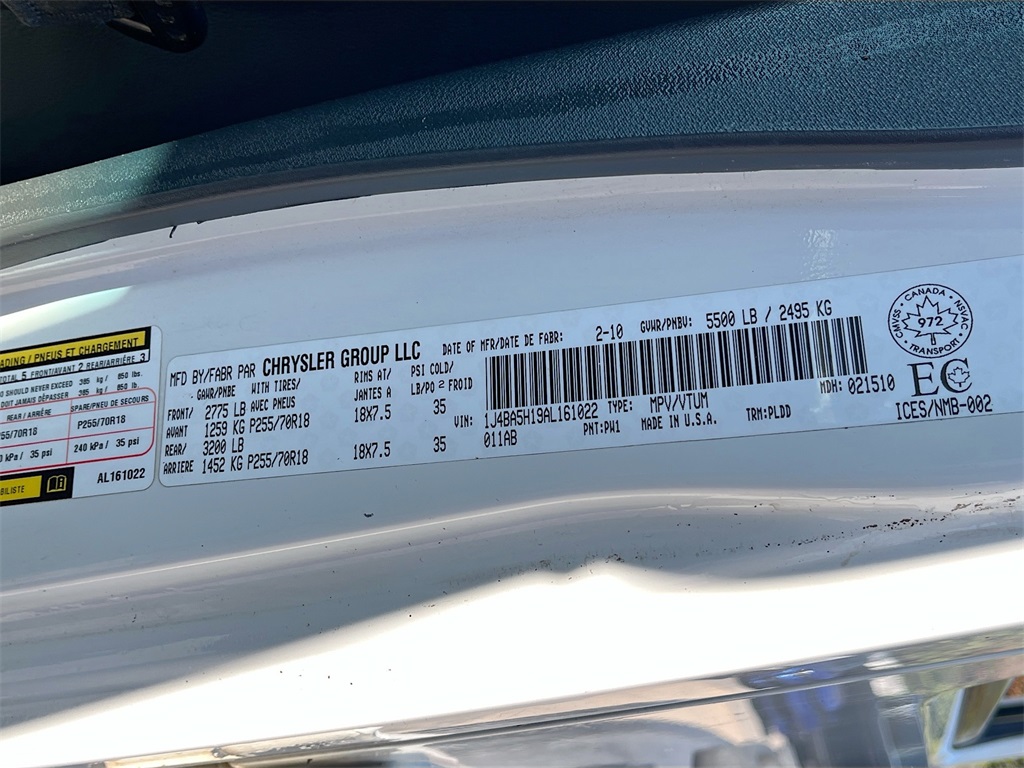 ADING / PNEUS ET CHARGEMENT
TOTAL 5 FRONT/AVANT 2 REAR/ARRIÈRE 3
O SHOULD NEVER EXCEED 385 kg / 850 lbs.
DOIT JAMAIS DÉPASSER 385 kg / 850 lb.
REAR / ARRIÈRE SPARE/PNEU DE SECOURS
255/70R18 P255/70R18
kPa / 35 psi 240 kPa / 35 psi
BILISTE
AL161022
MFD BY/FABR PAR CHRYSLER GROUP LLC DATE OF MFR/DATE DE FABR: 2-10 GVWR/PNBV: 5500 LB / 2495 KG
GAWR/PNBE WITH TIRES/ AVEC PNEUS RIMS AT/ JANTES A PSI COLD/ LB/PO2 FROID
FRONT/ AVANT 2775 LB 1259 KG P255/70R18 18X7.5 35
REAR/ ARRIERE 3200 LB 1452 KG P255/70R18 18X7.5 35
VIN: 1J4BA5H19AL161022 TYPE: MPV/VTUM MDH: 021510
011AB PNT:PW1 MADE IN U.S.A. TRM:PLDD
CANADA
CMVSS NSVAC
972
TRANSPORT
EC
ICES/NMB-002